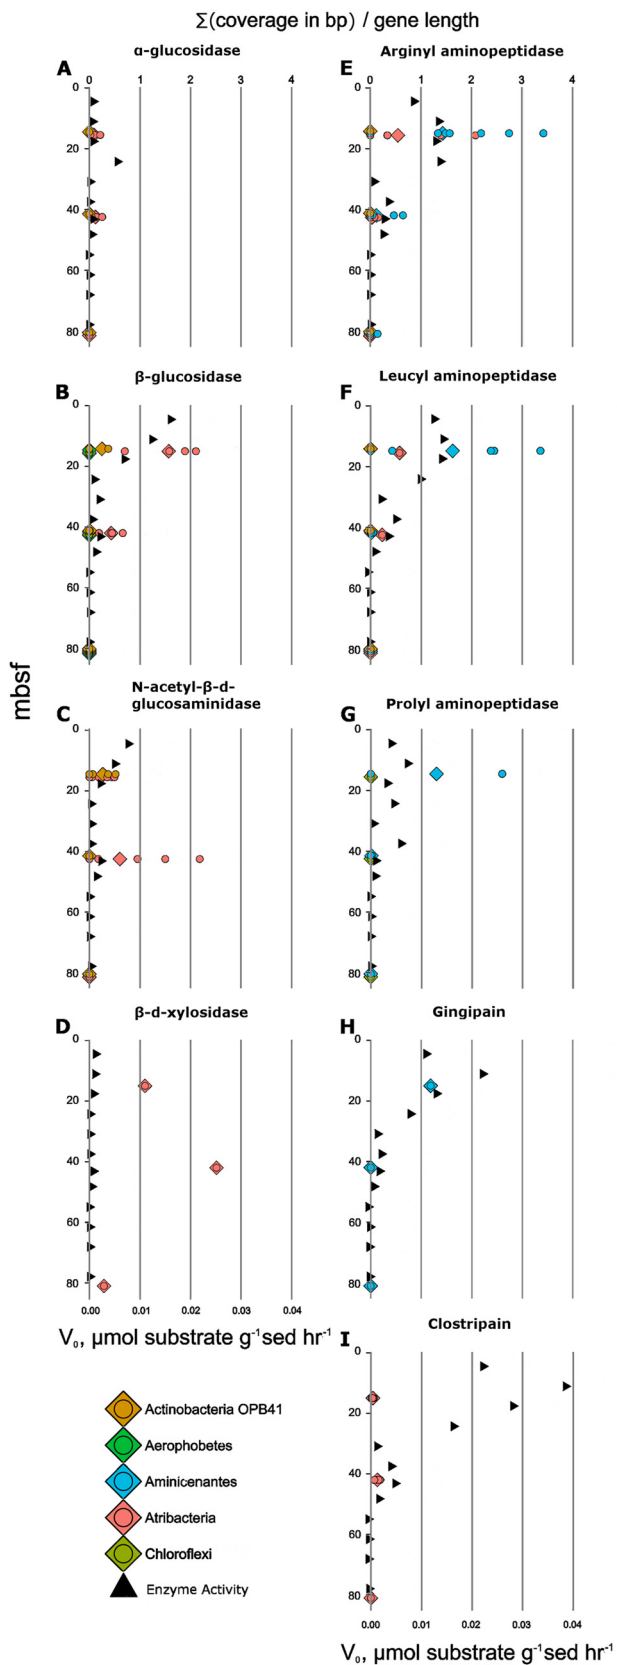 Σ(coverage in bp) / gene length
α-glucosidase
Arginyl aminopeptidase
A
E
0 1 2 3 4
0 1 2 3 4
0
20
40
60
80
0
20
40
60
80
β-glucosidase
Leucyl aminopeptidase
B
F
0
20
40
60
80
0
20
40
60
80
mbsf
N-acetyl-β-d-
glucosaminidase
Prolyl aminopeptidase
C
G
0
20
40
60
80
0
20
40
60
80
β-d-xylosidase
Gingipain
D
H
0
20
40
60
80
0
20
40
60
80
0.00 0.01 0.02 0.03 0.04
V₀, µmol substrate g⁻¹sed hr⁻¹
Clostripain
I
0
20
40
60
80
0.00 0.01 0.02 0.03 0.04
V₀, µmol substrate g⁻¹sed hr⁻¹
Actinobacteria OPB41
Aerophobetes
Aminicenantes
Atribacteria
Chloroflexi
Enzyme Activity